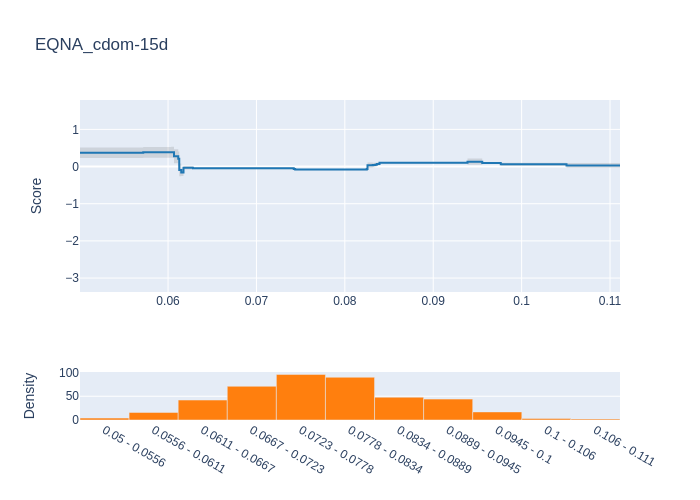 EQNA_cdom-15d
Score
1
0
−1
−2
−3
0.06
0.07
0.08
0.09
0.1
0.11
Density
100
50
0
0.05 - 0.0556
0.0556 - 0.0611
0.0611 - 0.0667
0.0667 - 0.0723
0.0723 - 0.0778
0.0778 - 0.0834
0.0834 - 0.0889
0.0889 - 0.0945
0.0945 - 0.1
0.1 - 0.106
0.106 - 0.111